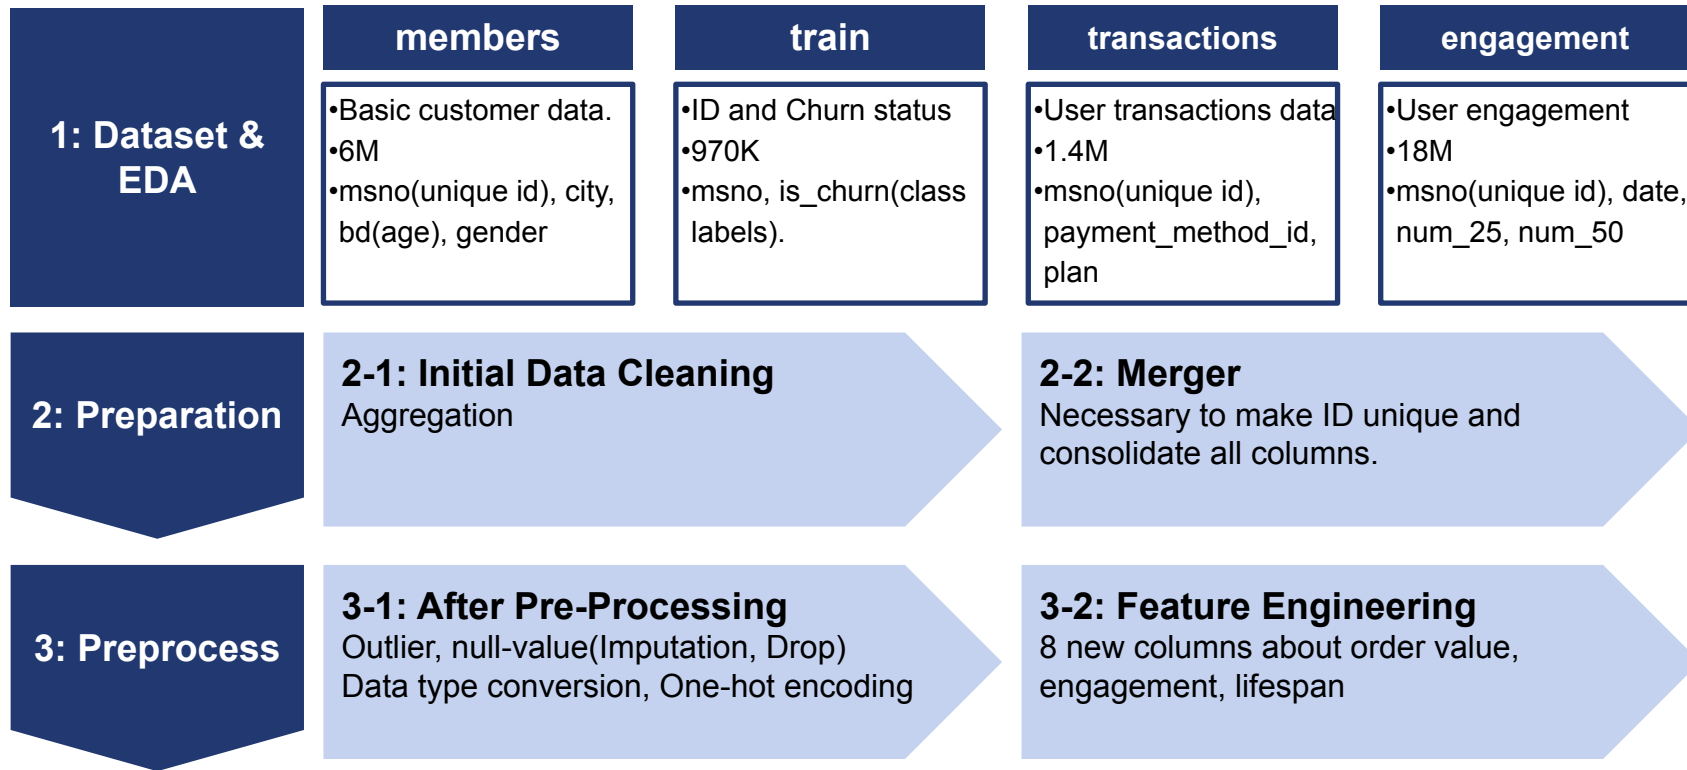 1: Dataset &
EDA
members
•Basic customer data.
•6M
•msno(unique id), city,
bd(age), gender
train
•ID and Churn status
•970K
•msno, is_churn(class
labels).
transactions
•User transactions data
•1.4M
•msno(unique id),
payment_method_id,
plan
engagement
•User engagement
•18M
•msno(unique id), date,
num_25, num_50
2: Preparation
2-1: Initial Data Cleaning
Aggregation
2-2: Merger
Necessary to make ID unique and
consolidate all columns.
3: Preprocess
3-1: After Pre-Processing
Outlier, null-value(Imputation, Drop)
Data type conversion, One-hot encoding
3-2: Feature Engineering
8 new columns about order value,
engagement, lifespan